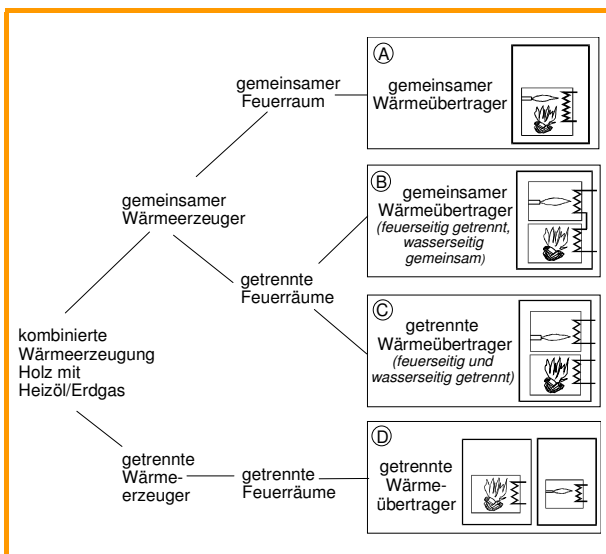 gemeinsamer
Feuerraum
Ⓐ
gemeinsamer
Wärmeübertrager
gemeinsamer
Wärmeerzeuger
Ⓑ
gemeinsamer
Wärmeübertrager
(feuerseitig getrennt,
wasserseitig
gemeinsam)
getrennte
Feuerräume
Ⓒ
getrennte
Wärmeübertrager
(feuerseitig und
wasserseitig getrennt)
kombinierte
Wärmeerzeugung
Holz mit
Heizöl/Erdgas
getrennte
Wärme-
erzeuger
getrennte
Feuerräume
Ⓓ
getrennte
Wärme-
übertrager